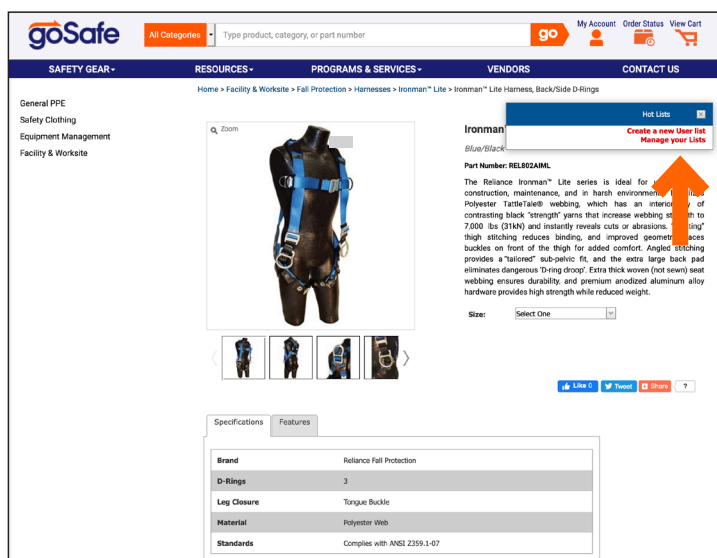 goSafe
All Categories
Type product, category, or part number
go
My Account Order Status View Cart
SAFETY GEAR RESOURCES PROGRAMS & SERVICES VENDORS CONTACT US
Home > Facility & Worksite > Fall Protection > Harnesses > Ironman™ Lite > Ironman™ Lite Harness, Back/Side D-Rings
General PPE
Safety Clothing
Equipment Management
Facility & Worksite
Zoom
Hot Lists
Create a new User list
Manage your Lists
Ironman
Blue/Black
Part Number: REL802AIML
The Reliance Ironman™ Lite series is ideal for
construction, maintenance, and in harsh
Polyester TattleTale® webbing, which has an of
contrasting black "strength" yarns that increase webbing to
7,000 lbs (31kN) and instantly reveals cuts or abrasions.
thigh stitching reduces binding, and improved
buckles on front of the thigh for added comfort. Angled stitching
provides a "tailored" sub-pelvic fit, and the extra large back pad
eliminates dangerous 'D-ring droop'. Extra thick woven (not sewn) seat
webbing ensures durability, and premium anodized aluminum alloy
hardware provides high strength while reduced weight.
Size: Select One
Like 0 Tweet Share ?
Specifications Features
Brand Reliance Fall Protection
D-Rings 3
Leg Closure Tongue Buckle
Material Polyester Web
Standards Complies with ANSI Z359.1-07